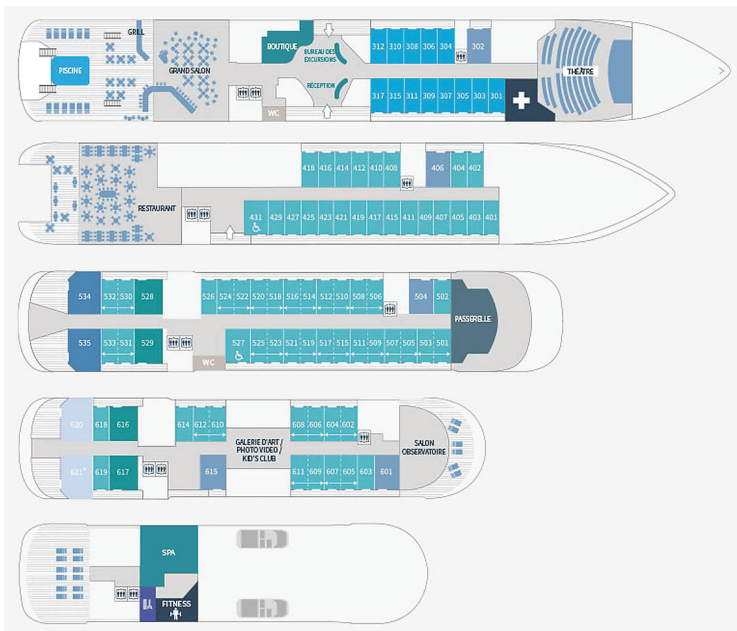 GRILL
PISCINE
GRAND SALON
BOUTIQUE
BUREAU DES
EXCURSIONS
RÉCEPTION
WC
312 310 308 306 304 302
317 315 311 309 307 305 303 301
THÉÂTRE
RESTAURANT
418 416 414 412 410 408 406 404 402
431 429 427 425 423 421 419 417 415 411 409 407 405 403 401
534 532 530 528 526 524 522 520 518 516 514 512 510 508 506 504 502
535 533 531 529 527 525 523 521 519 517 515 511 509 507 505 503 501
WC
PASSERELLE
620 618 616 614 612 610 608 606 604 602
621* 619 617 615 611 609 607 605 603 601
GALERIE D'ART /
PHOTO VIDEO /
KID'S CLUB
SALON
OBSERVATOIRE
SPA
FITNESS